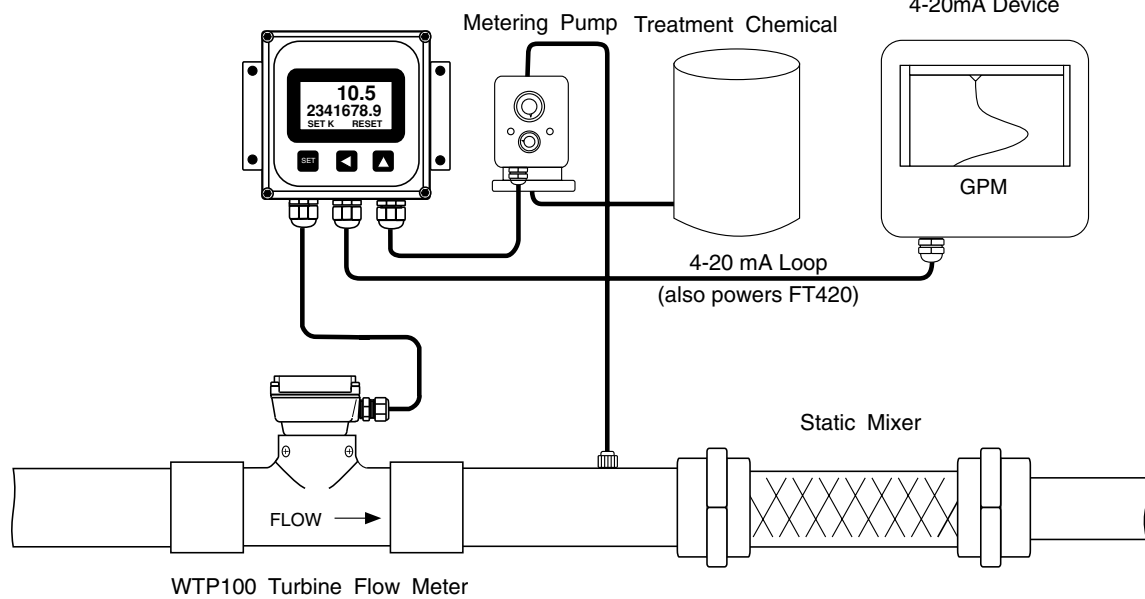 4-20mA Device
Metering Pump
Treatment Chemical
10.5
2341678.9
SET K RESET
SET
GPM
4-20 mA Loop
(also powers FT420)
Static Mixer
FLOW
WTP100 Turbine Flow Meter